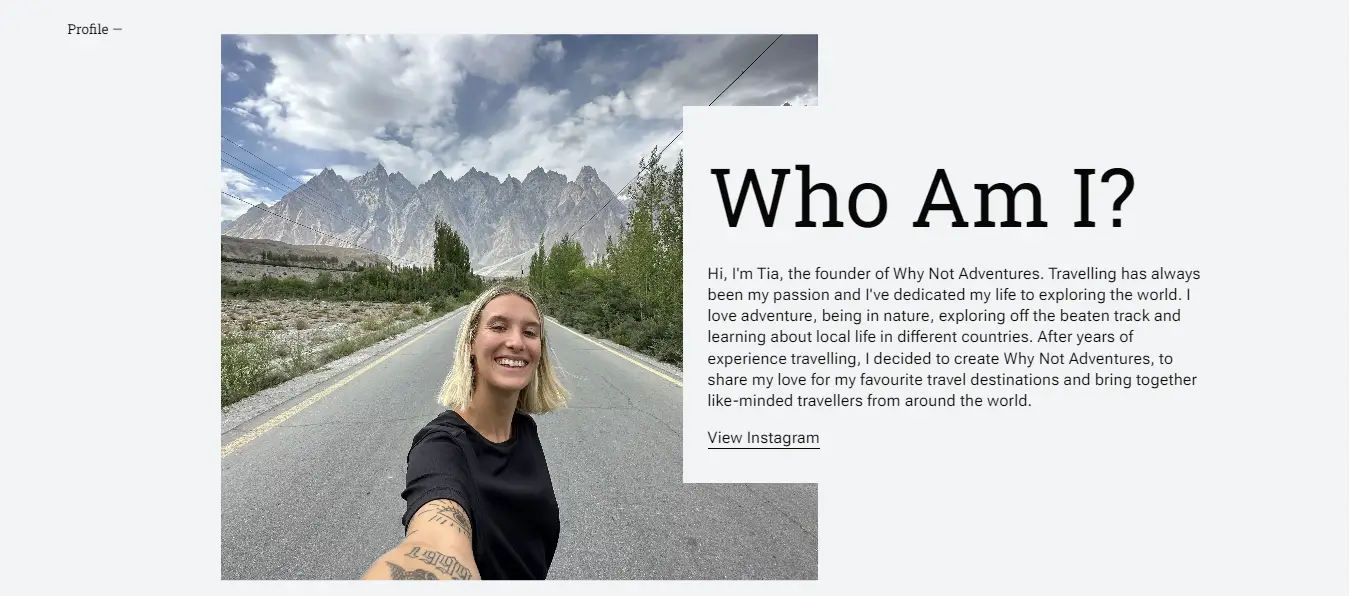 Profile —
Who Am I?
Hi, I'm Tia, the founder of Why Not Adventures. Travelling has always
been my passion and I've dedicated my life to exploring the world. I
love adventure, being in nature, exploring off the beaten track and
learning about local life in different countries. After years of
experience travelling, I decided to create Why Not Adventures, to
share my love for my favourite travel destinations and bring together
like-minded travellers from around the world.
View Instagram